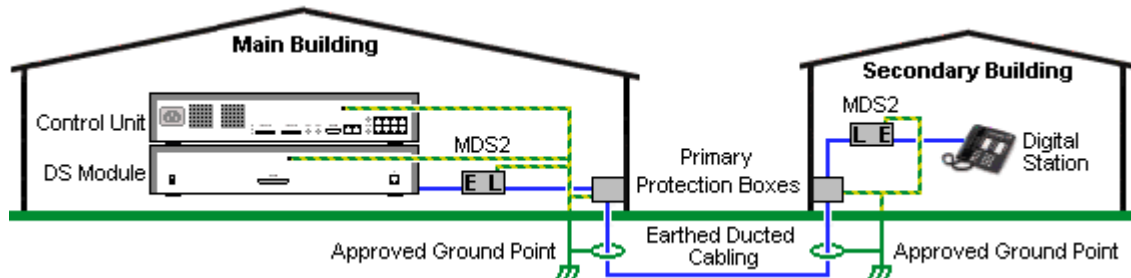 Main Building
Control Unit
DS Module
MDS2
E L
Primary
Protection Boxes
Secondary Building
MDS2
L E
Digital
Station
Approved Ground Point
Earthed Ducted
Cabling
Approved Ground Point